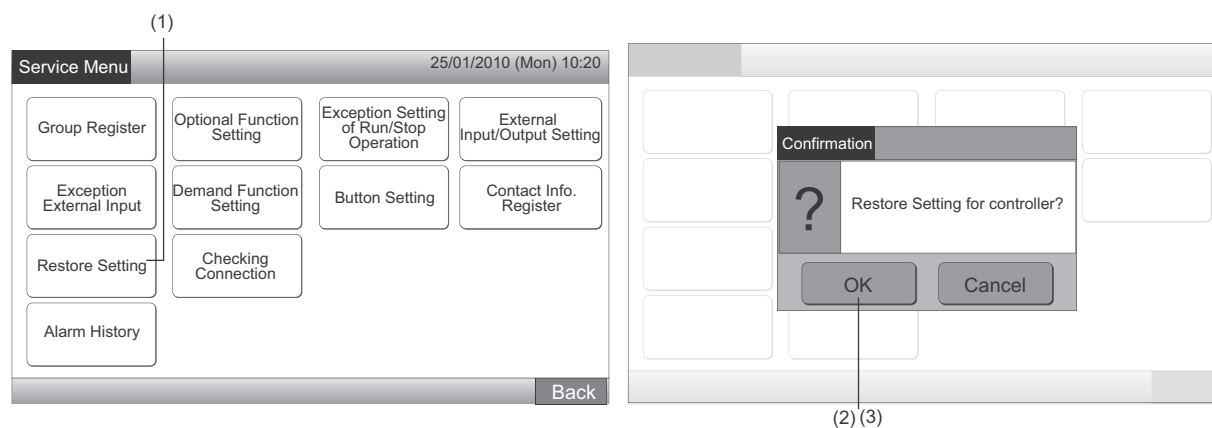 (1)
Service Menu
25/01/2010 (Mon) 10:20
Group Register
Optional Function
Setting
Exception Setting
of Run/Stop
Operation
External
Input/Output Setting
Exception
External Input
Demand Function
Setting
Button Setting
Contact Info.
Register
Restore Setting
Checking
Connection
Alarm History
Back
Confirmation
?
Restore Setting for controller?
OK
Cancel
(2) (3)